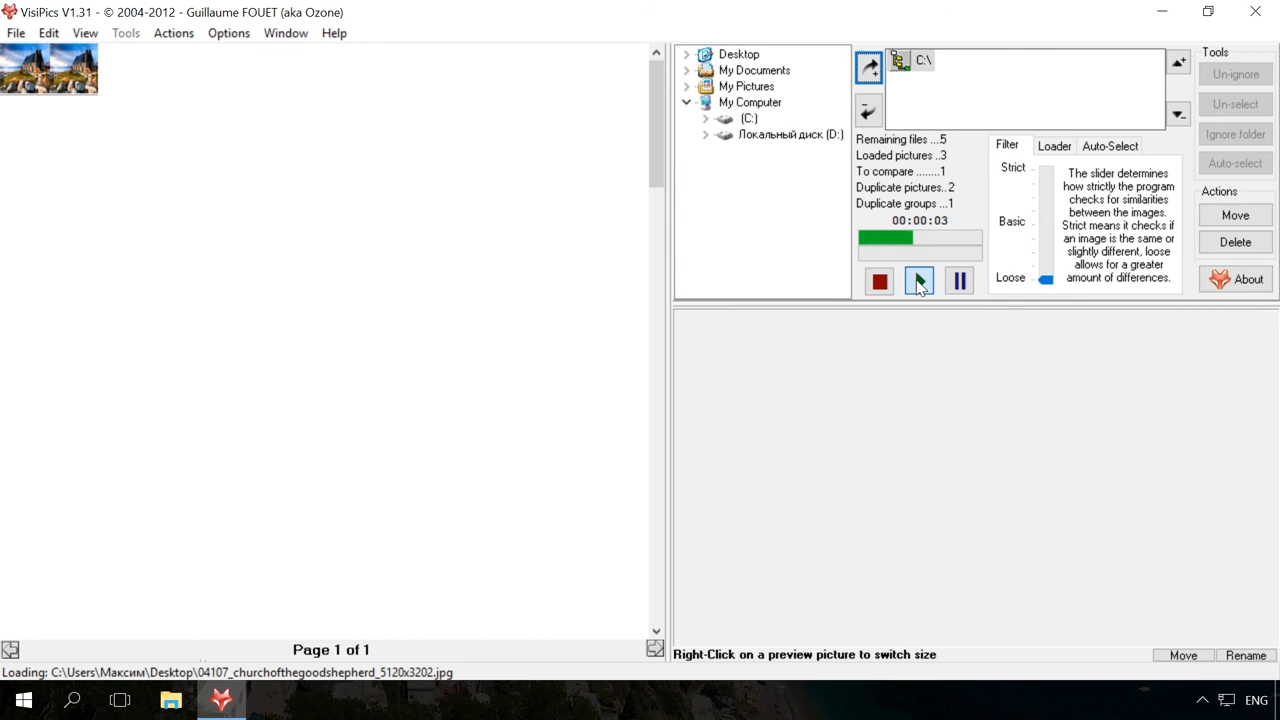 VisiPics V1.31 - © 2004-2012 - Guillaume FOUET (aka Ozone)
File Edit View Tools Actions Options Window Help
Desktop
My Documents
My Pictures
My Computer
(C:)
Локальный диск (D:)
C:\
Remaining files ...5
Loaded pictures ..3
To compare ........1
Duplicate pictures..2
Duplicate groups ...1
00:00:03
Filter Loader Auto-Select
Strict
Basic
Loose
The slider determines
how strictly the program
checks for similarities
between the images.
Strict means it checks if
an image is the same or
slightly different, loose
allows for a greater
amount of differences.
Tools
Un-ignore
Un-select
Ignore folder
Auto-select
Actions
Move
Delete
About
Page 1 of 1
Right-Click on a preview picture to switch size
Move Rename
Loading: C:\Users\Максим\Desktop\04107_churchofthegoodshepherd_5120x3202.jpg
ENG